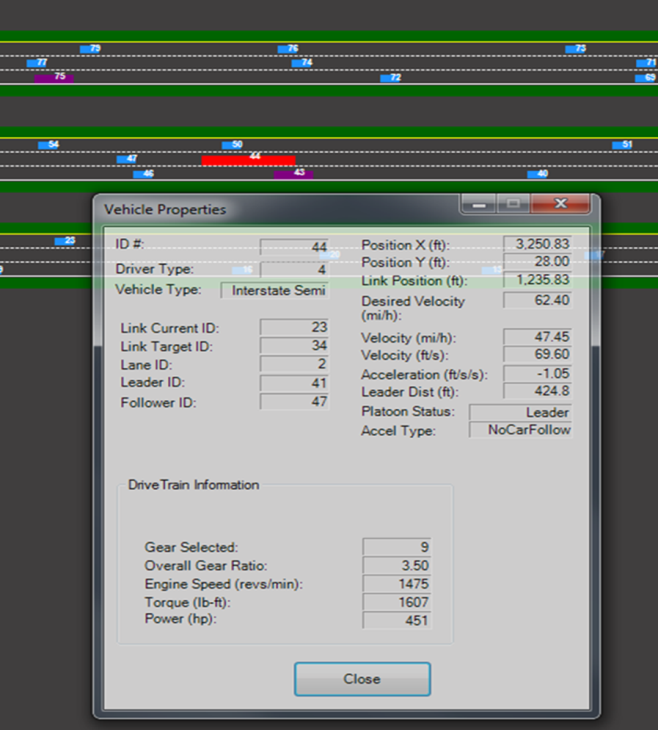 79 76 73
77 74 71
75 72 69
54 50 51
47 44
46 43 40
Vehicle Properties
25
ID #: 44
Driver Type: 4
Vehicle Type: Interstate Semi
Link Current ID: 23
Link Target ID: 34
Lane ID: 2
Leader ID: 41
Follower ID: 47
Position X (ft): 3,250.83
Position Y (ft): 28.00
Link Position (ft): 1,235.83
Desired Velocity
(mi/h): 62.40
Velocity (mi/h): 47.45
Velocity (ft/s): 69.60
Acceleration (ft/s/s): -1.05
Leader Dist (ft): 424.8
Platoon Status: Leader
Accel Type: NoCarFollow
DriveTrain Information
Gear Selected: 9
Overall Gear Ratio: 3.50
Engine Speed (revs/min): 1475
Torque (lb-ft): 1607
Power (hp): 451
Close